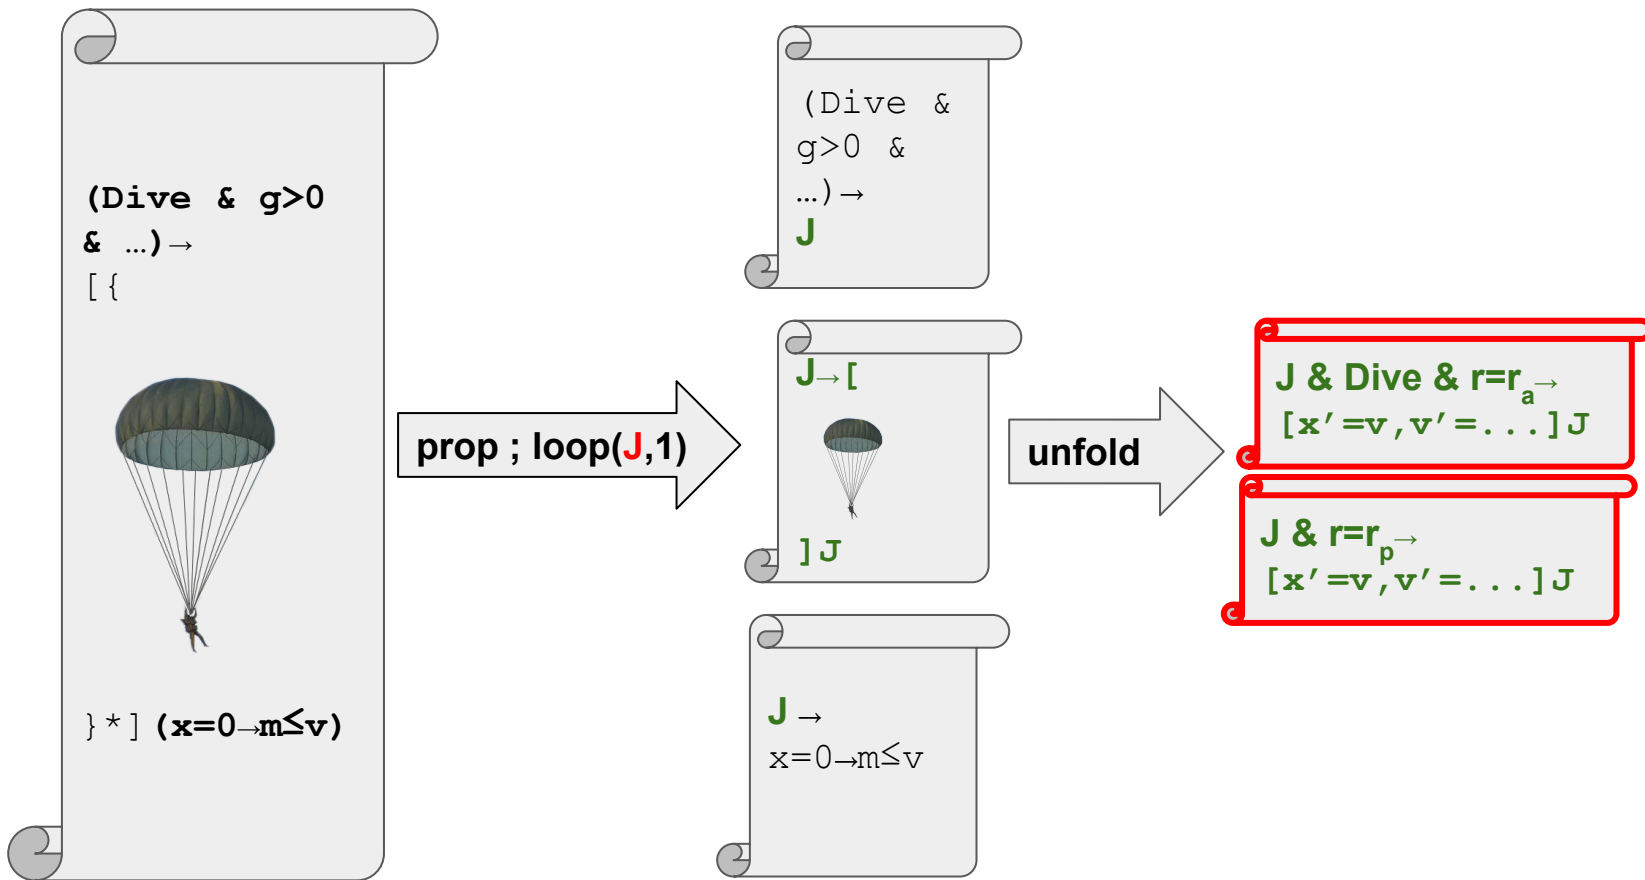 (Dive & g>0
& …)→
[{
}*](x=0→m≤v)
prop ; loop(J,1)
(Dive &
g>0 &
…)→
J
J→[
]J
J →
x=0→m≤v
unfold
J & Dive & r=rₐ→
[x′=v,v′=...]J
J & r=rₚ→
[x′=v,v′=...]J